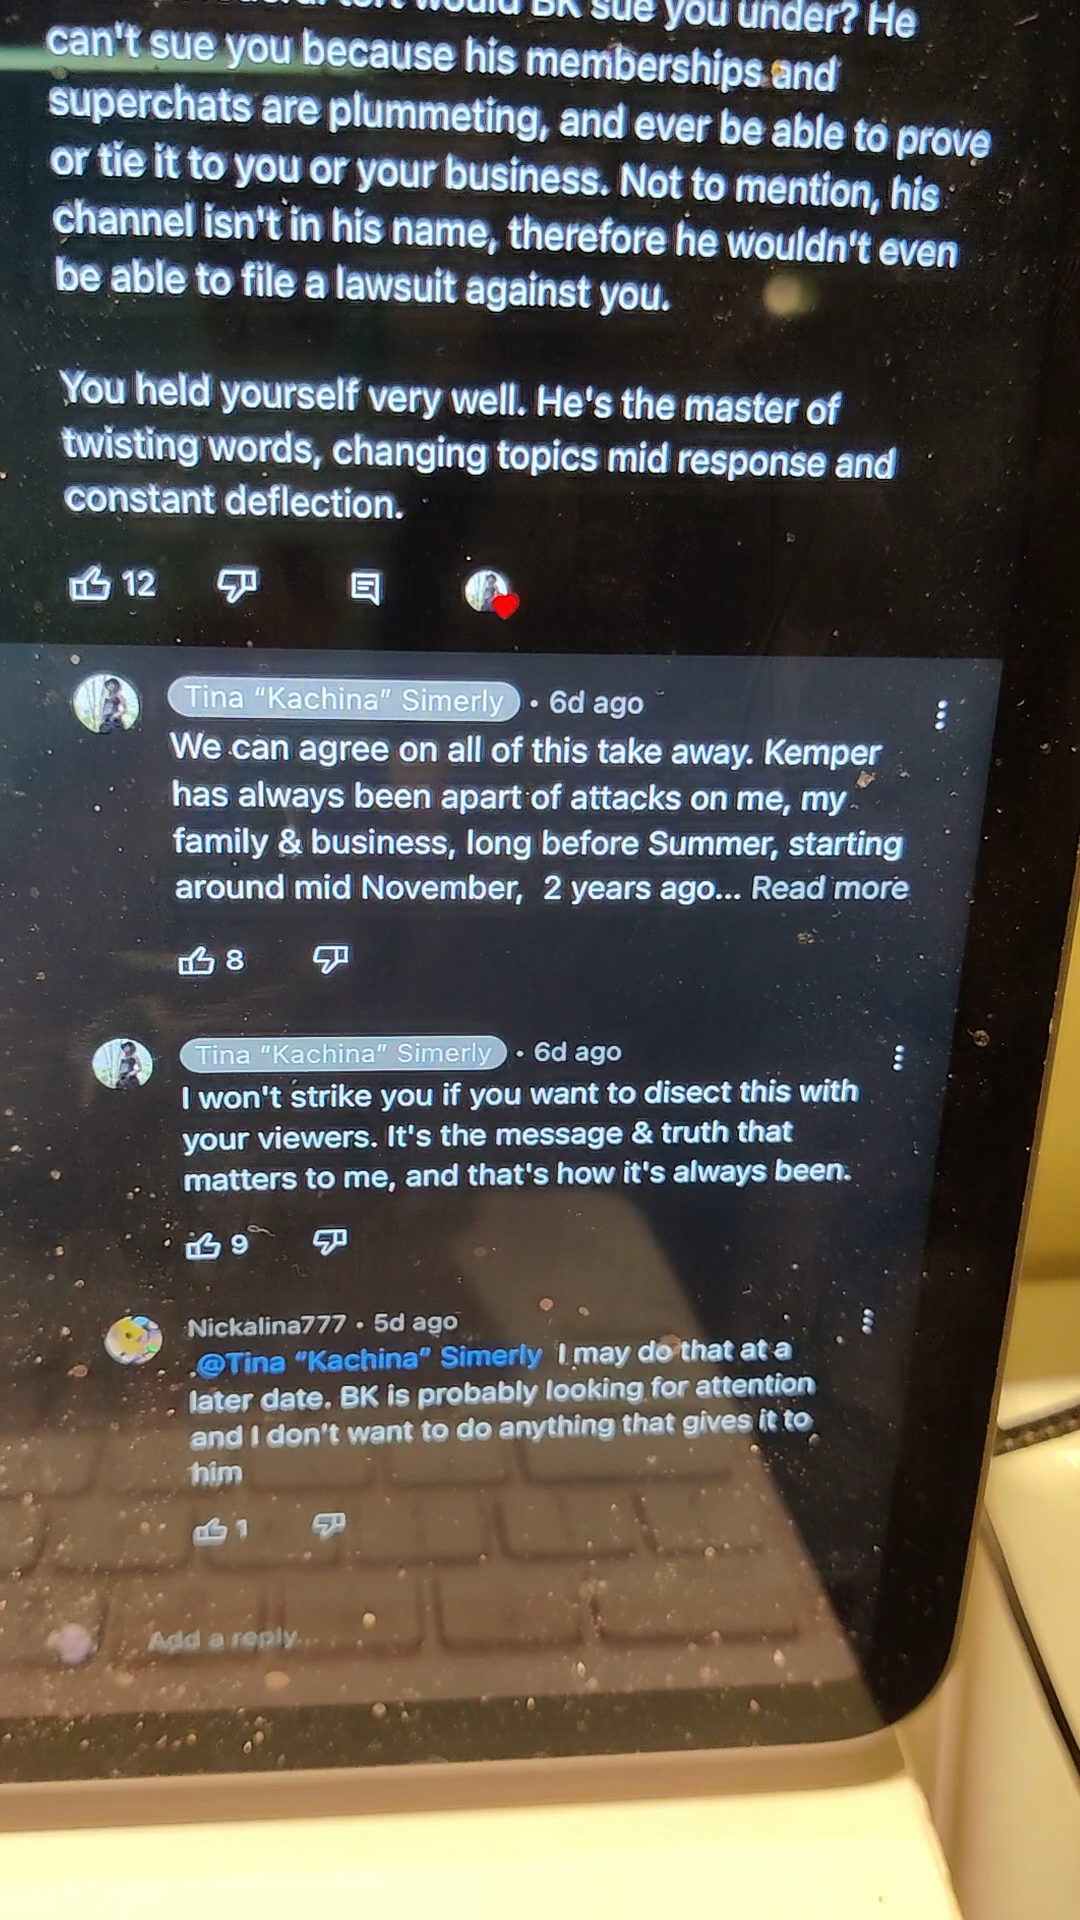 would BK sue you under? He
can't sue you because his memberships and
superchats are plummeting, and ever be able to prove
or tie it to you or your business. Not to mention, his
channel isn't in his name, therefore he wouldn't even
be able to file a lawsuit against you.
You held yourself very well. He's the master of
twisting words, changing topics mid response and
constant deflection.
12
Tina “Kachina” Simerly • 6d ago
We can agree on all of this take away. Kemper
has always been apart of attacks on me, my
family & business, long before Summer, starting
around mid November, 2 years ago... Read more
8
Tina “Kachina” Simerly • 6d ago
I won't strike you if you want to disect this with
your viewers. It's the message & truth that
matters to me, and that's how it's always been.
9
Nickalina777 • 5d ago
@Tina “Kachina” Simerly I may do that at a
later date. BK is probably looking for attention
and I don't want to do anything that gives it to
him
1
Add a reply...